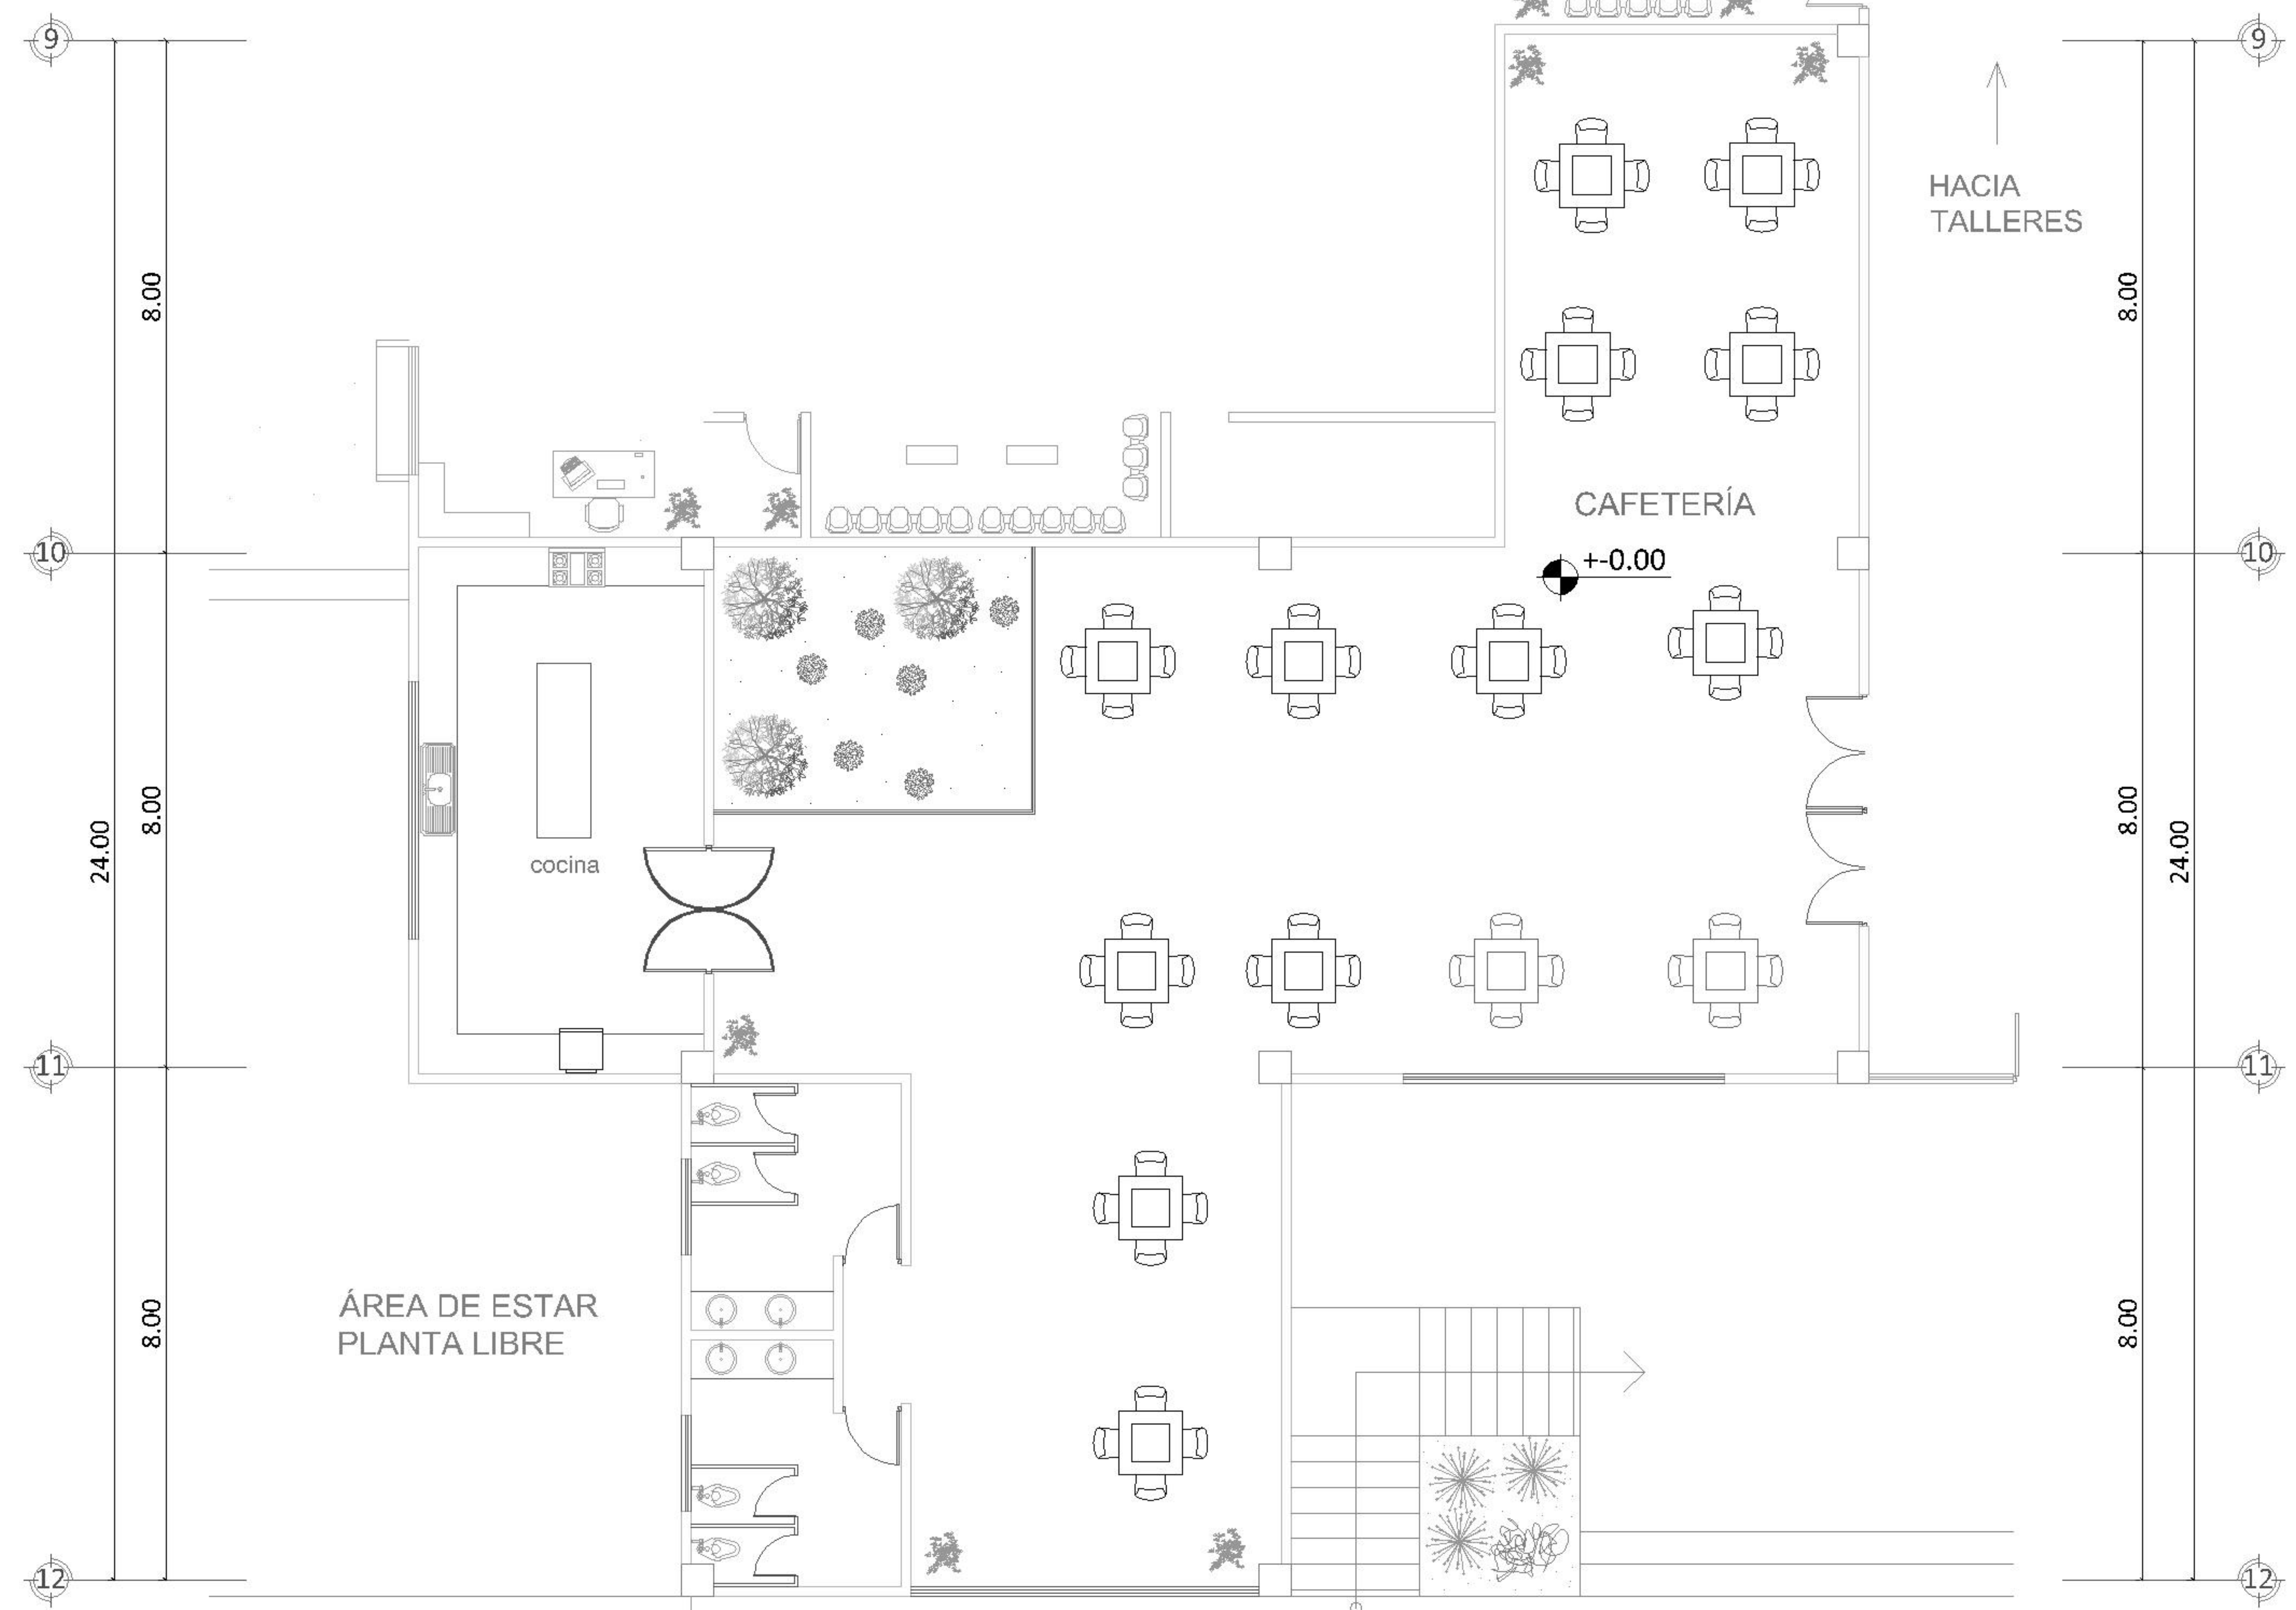 9
9
HACIA
TALLERES
8.00
8.00
CAFETERÍA
10
+-0.00
10
8.00
8.00
24.00
24.00
cocina
11
11
ÁREA DE ESTAR
PLANTA LIBRE
8.00
8.00
12
12